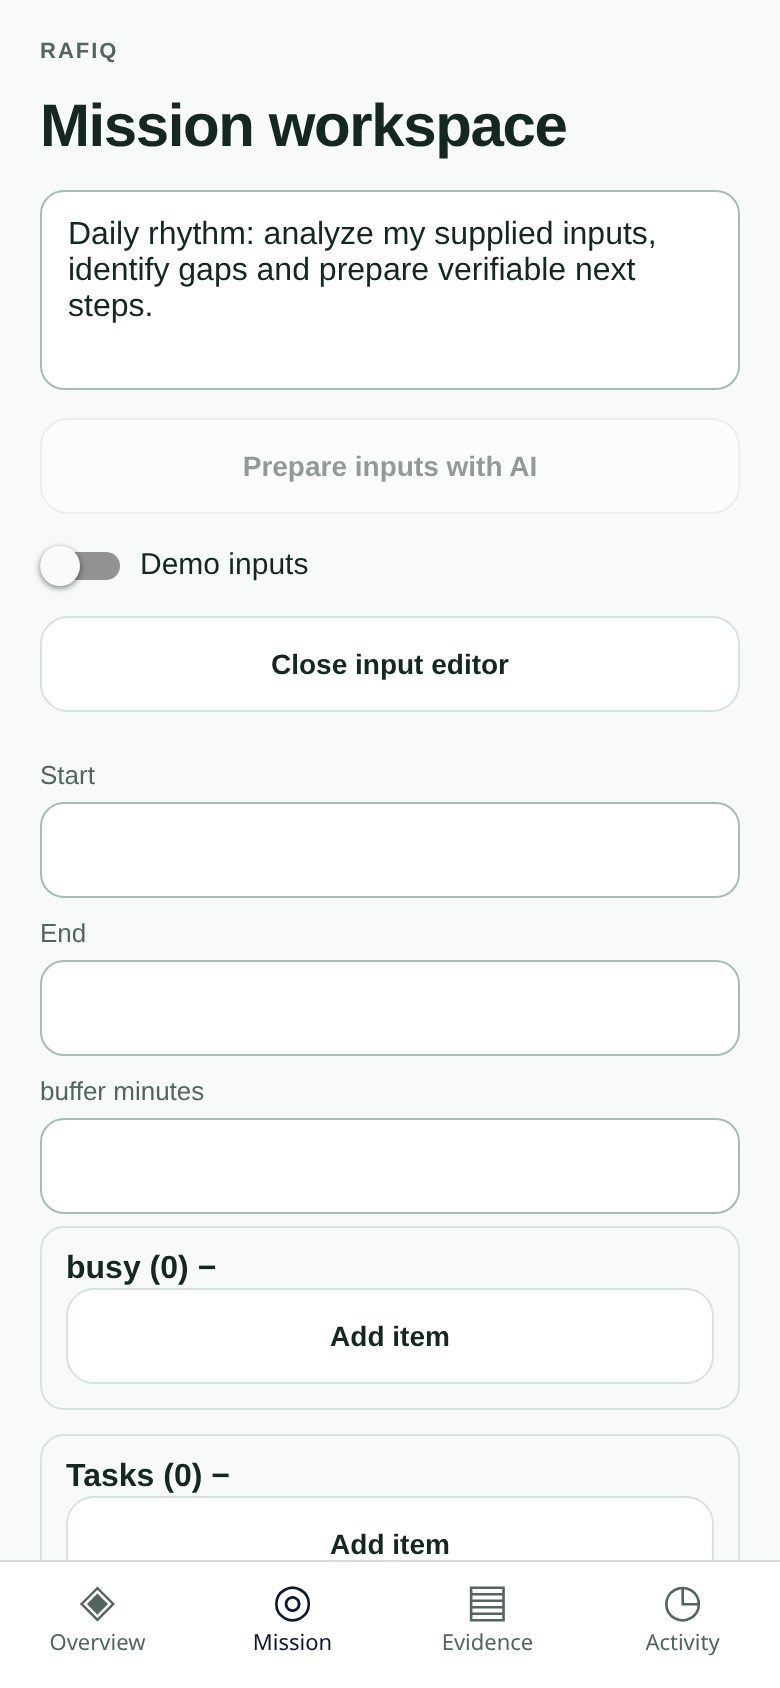 RAFIQ
Mission workspace
Daily rhythm: analyze my supplied inputs,
identify gaps and prepare verifiable next
steps.
Prepare inputs with AI
Demo inputs
Close input editor
Start
End
buffer minutes
busy (0) −
Add item
Tasks (0) −
Add item
Overview
Mission
Evidence
Activity